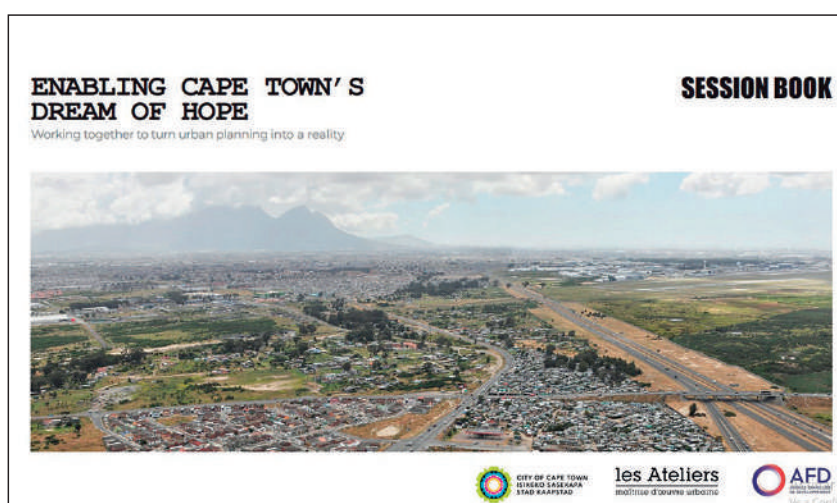 ENABLING CAPE TOWN'S
DREAM OF HOPE
SESSION BOOK
Working together to turn urban planning into a reality
CITY OF CAPE TOWN
ISIXEKO SASEKAPA
STAD KAAPSTAD
les Ateliers
maîtrise d'œuvre urbaine
AFD